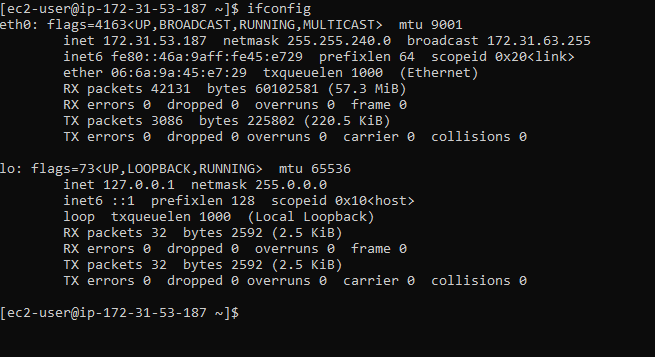 [ec2-user@ip-172-31-53-187 ~]$ ifconfig
eth0: flags=4163<UP,BROADCAST,RUNNING,MULTICAST>  mtu 9001
        inet 172.31.53.187  netmask 255.255.240.0  broadcast 172.31.63.255
        inet6 fe80::46a:9aff:fe45:e729  prefixlen 64  scopeid 0x20<link>
        ether 06:6a:9a:45:e7:29  txqueuelen 1000  (Ethernet)
        RX packets 42131  bytes 60102581 (57.3 MiB)
        RX errors 0  dropped 0  overruns 0  frame 0
        TX packets 3086  bytes 225802 (220.5 KiB)
        TX errors 0  dropped 0 overruns 0  carrier 0  collisions 0

lo: flags=73<UP,LOOPBACK,RUNNING>  mtu 65536
        inet 127.0.0.1  netmask 255.0.0.0
        inet6 ::1  prefixlen 128  scopeid 0x10<host>
        loop  txqueuelen 1000  (Local Loopback)
        RX packets 32  bytes 2592 (2.5 KiB)
        RX errors 0  dropped 0  overruns 0  frame 0
        TX packets 32  bytes 2592 (2.5 KiB)
        TX errors 0  dropped 0 overruns 0  carrier 0  collisions 0

[ec2-user@ip-172-31-53-187 ~]$